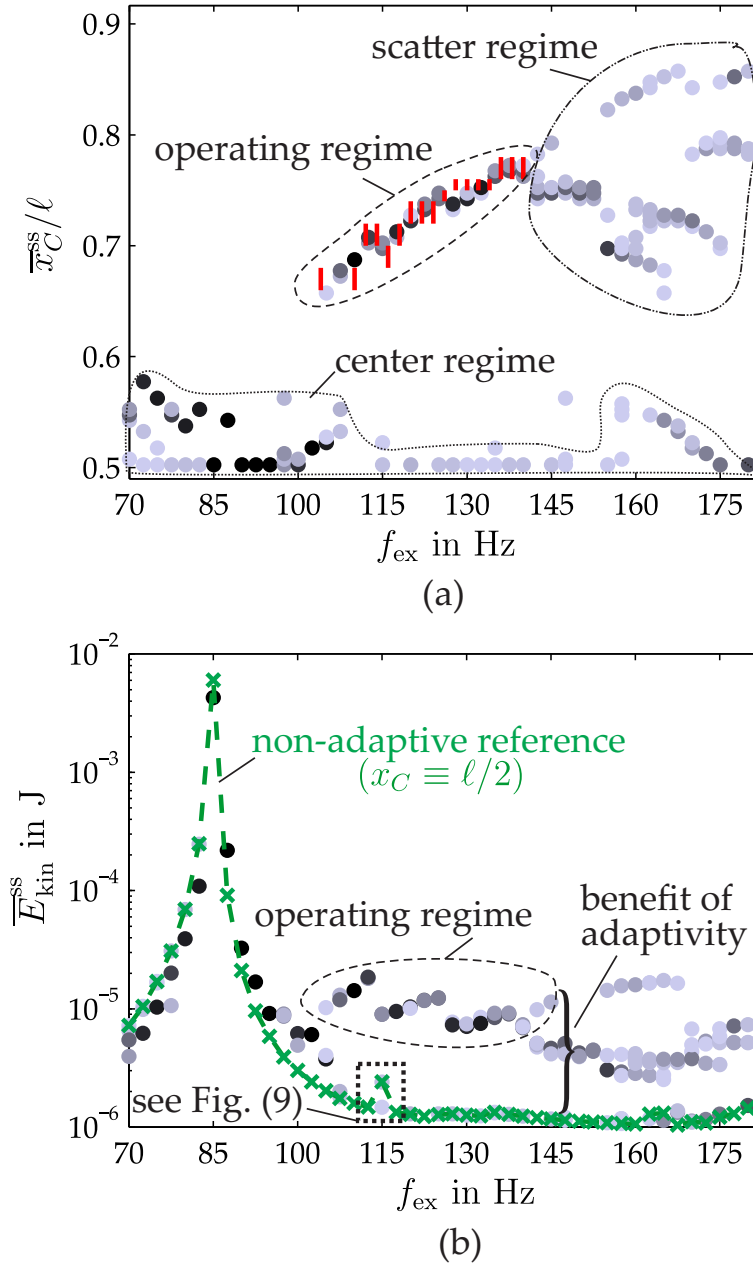 0.9
scatter regime
0.8
operating regime
x̿_C^ss/ℓ
0.7
0.6
center regime
0.5
70 85 100 115 130 145 160 175
f_ex in Hz
(a)
10⁻²
non-adaptive reference
(x_C ≡ ℓ/2)
10⁻³
E̿_kin^ss in J
10⁻⁴
benefit of
operating regime
adaptivity
10⁻⁵
see Fig. (9)
10⁻⁶
70 85 100 115 130 145 160 175
f_ex in Hz
(b)